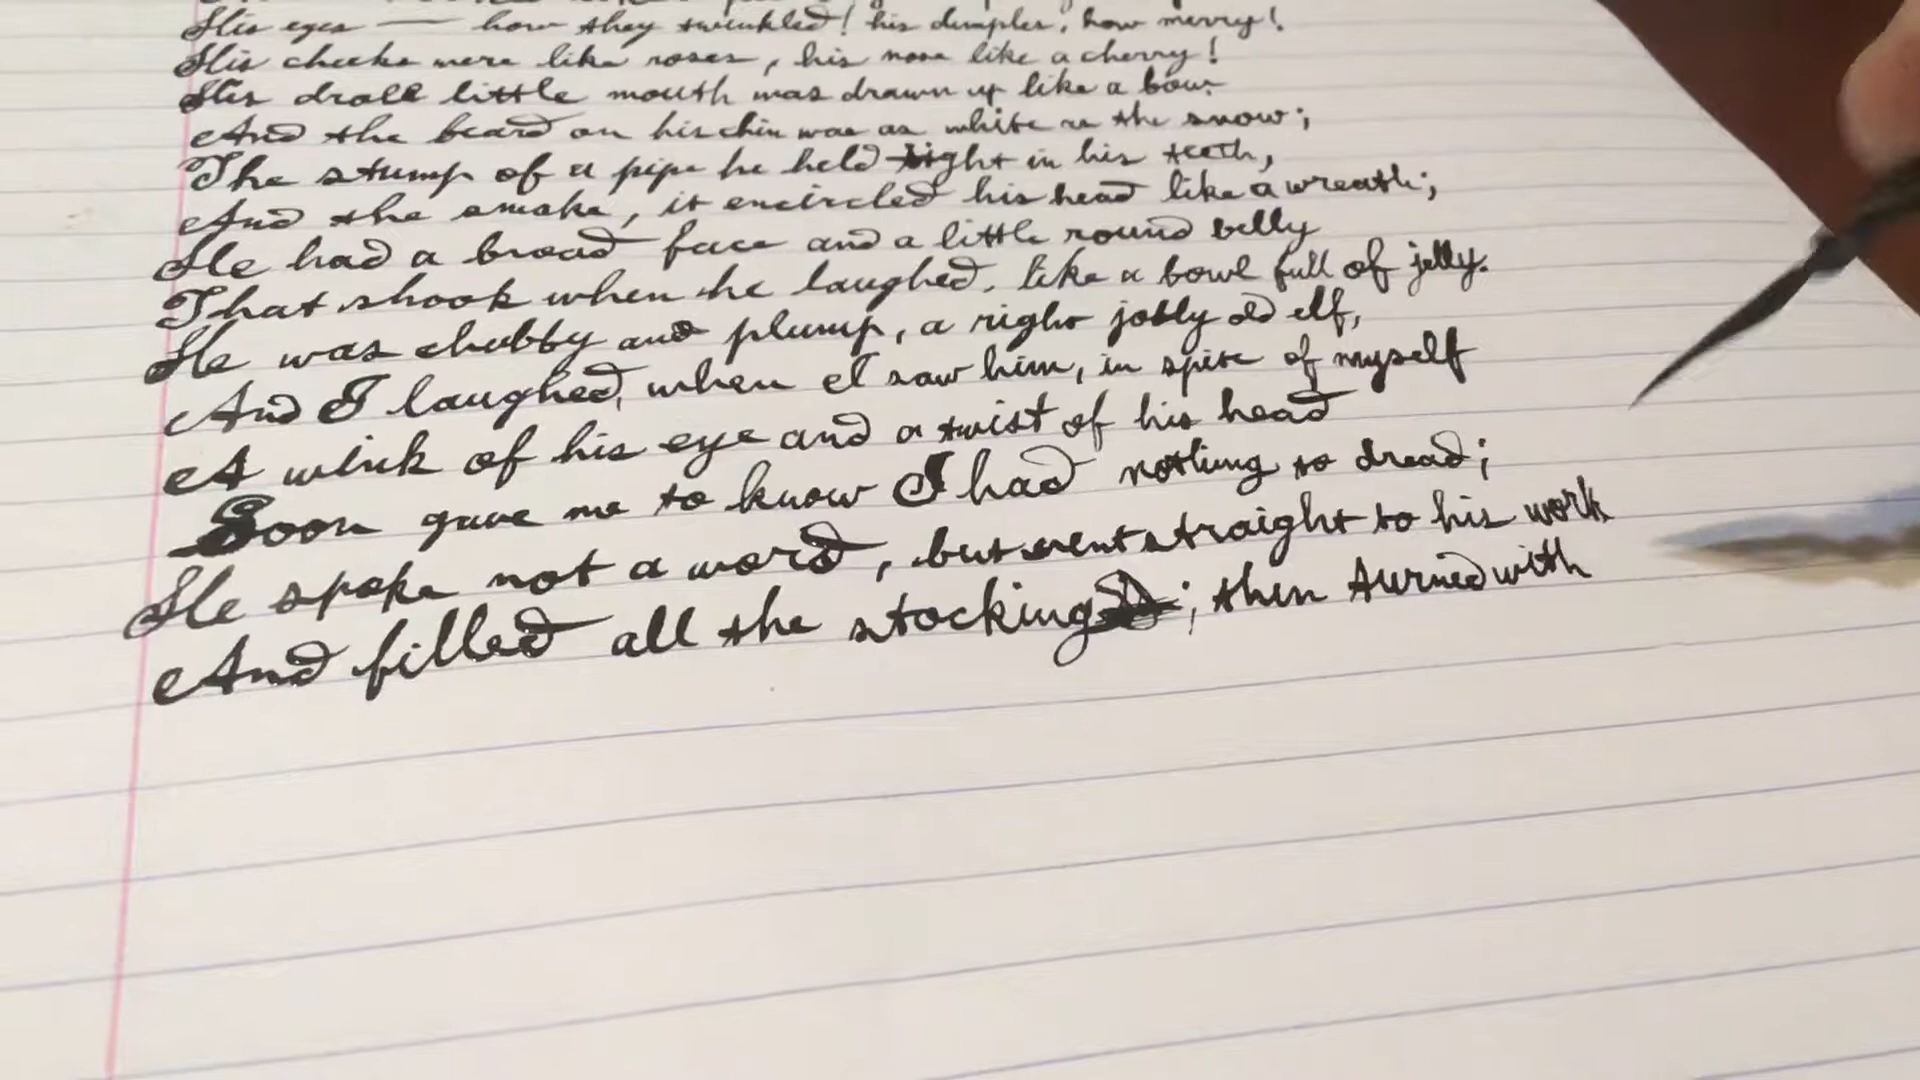 His eyes — how they twinkled! his dimples, how merry!
His cheeks were like roses, his nose like a cherry!
His droll little mouth was drawn up like a bow
And the beard on his chin was as white as the snow;
The stump of a pipe he held tight in his teeth,
And the smoke, it encircled his head like a wreath;
He had a broad face and a little round belly
That shook when he laughed, like a bowl full of jelly.
He was chubby and plump, a right jolly old elf,
And I laughed, when I saw him, in spite of myself
A wink of his eye and a twist of his head
Soon gave me to know I had nothing to dread;
He spoke not a word, but went straight to his work
And filled all the stockings; then turned with